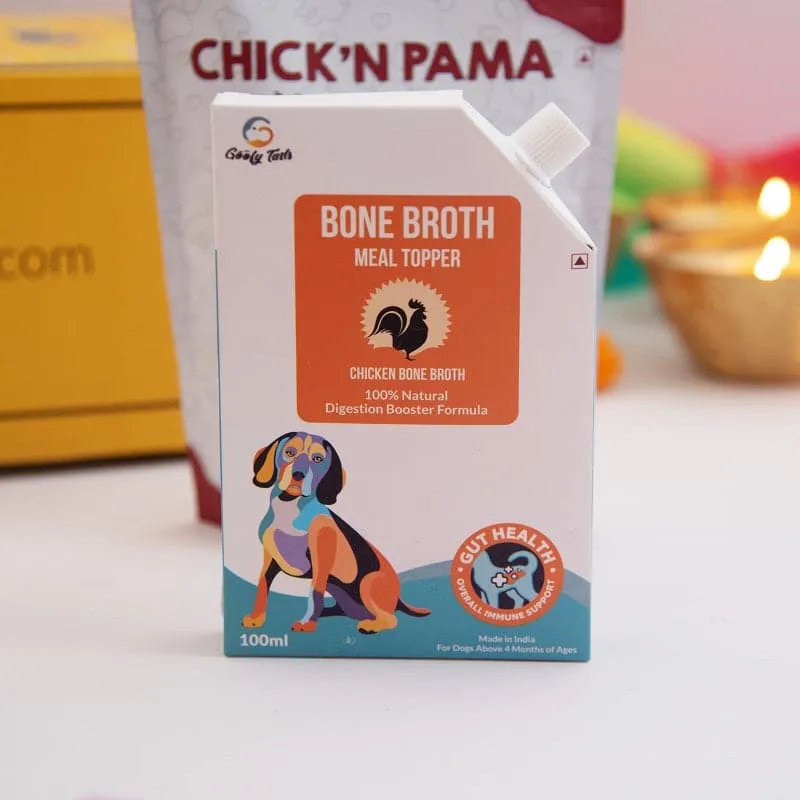 CHICK'N PAMA
.com
Goofy Tails
BONE BROTH
MEAL TOPPER
CHICKEN BONE BROTH
100% Natural
Digestion Booster Formula
GUT HEALTH
OVERALL IMMUNE SUPPORT
100ml
Made in India
For Dogs Above 4 Months of Ages